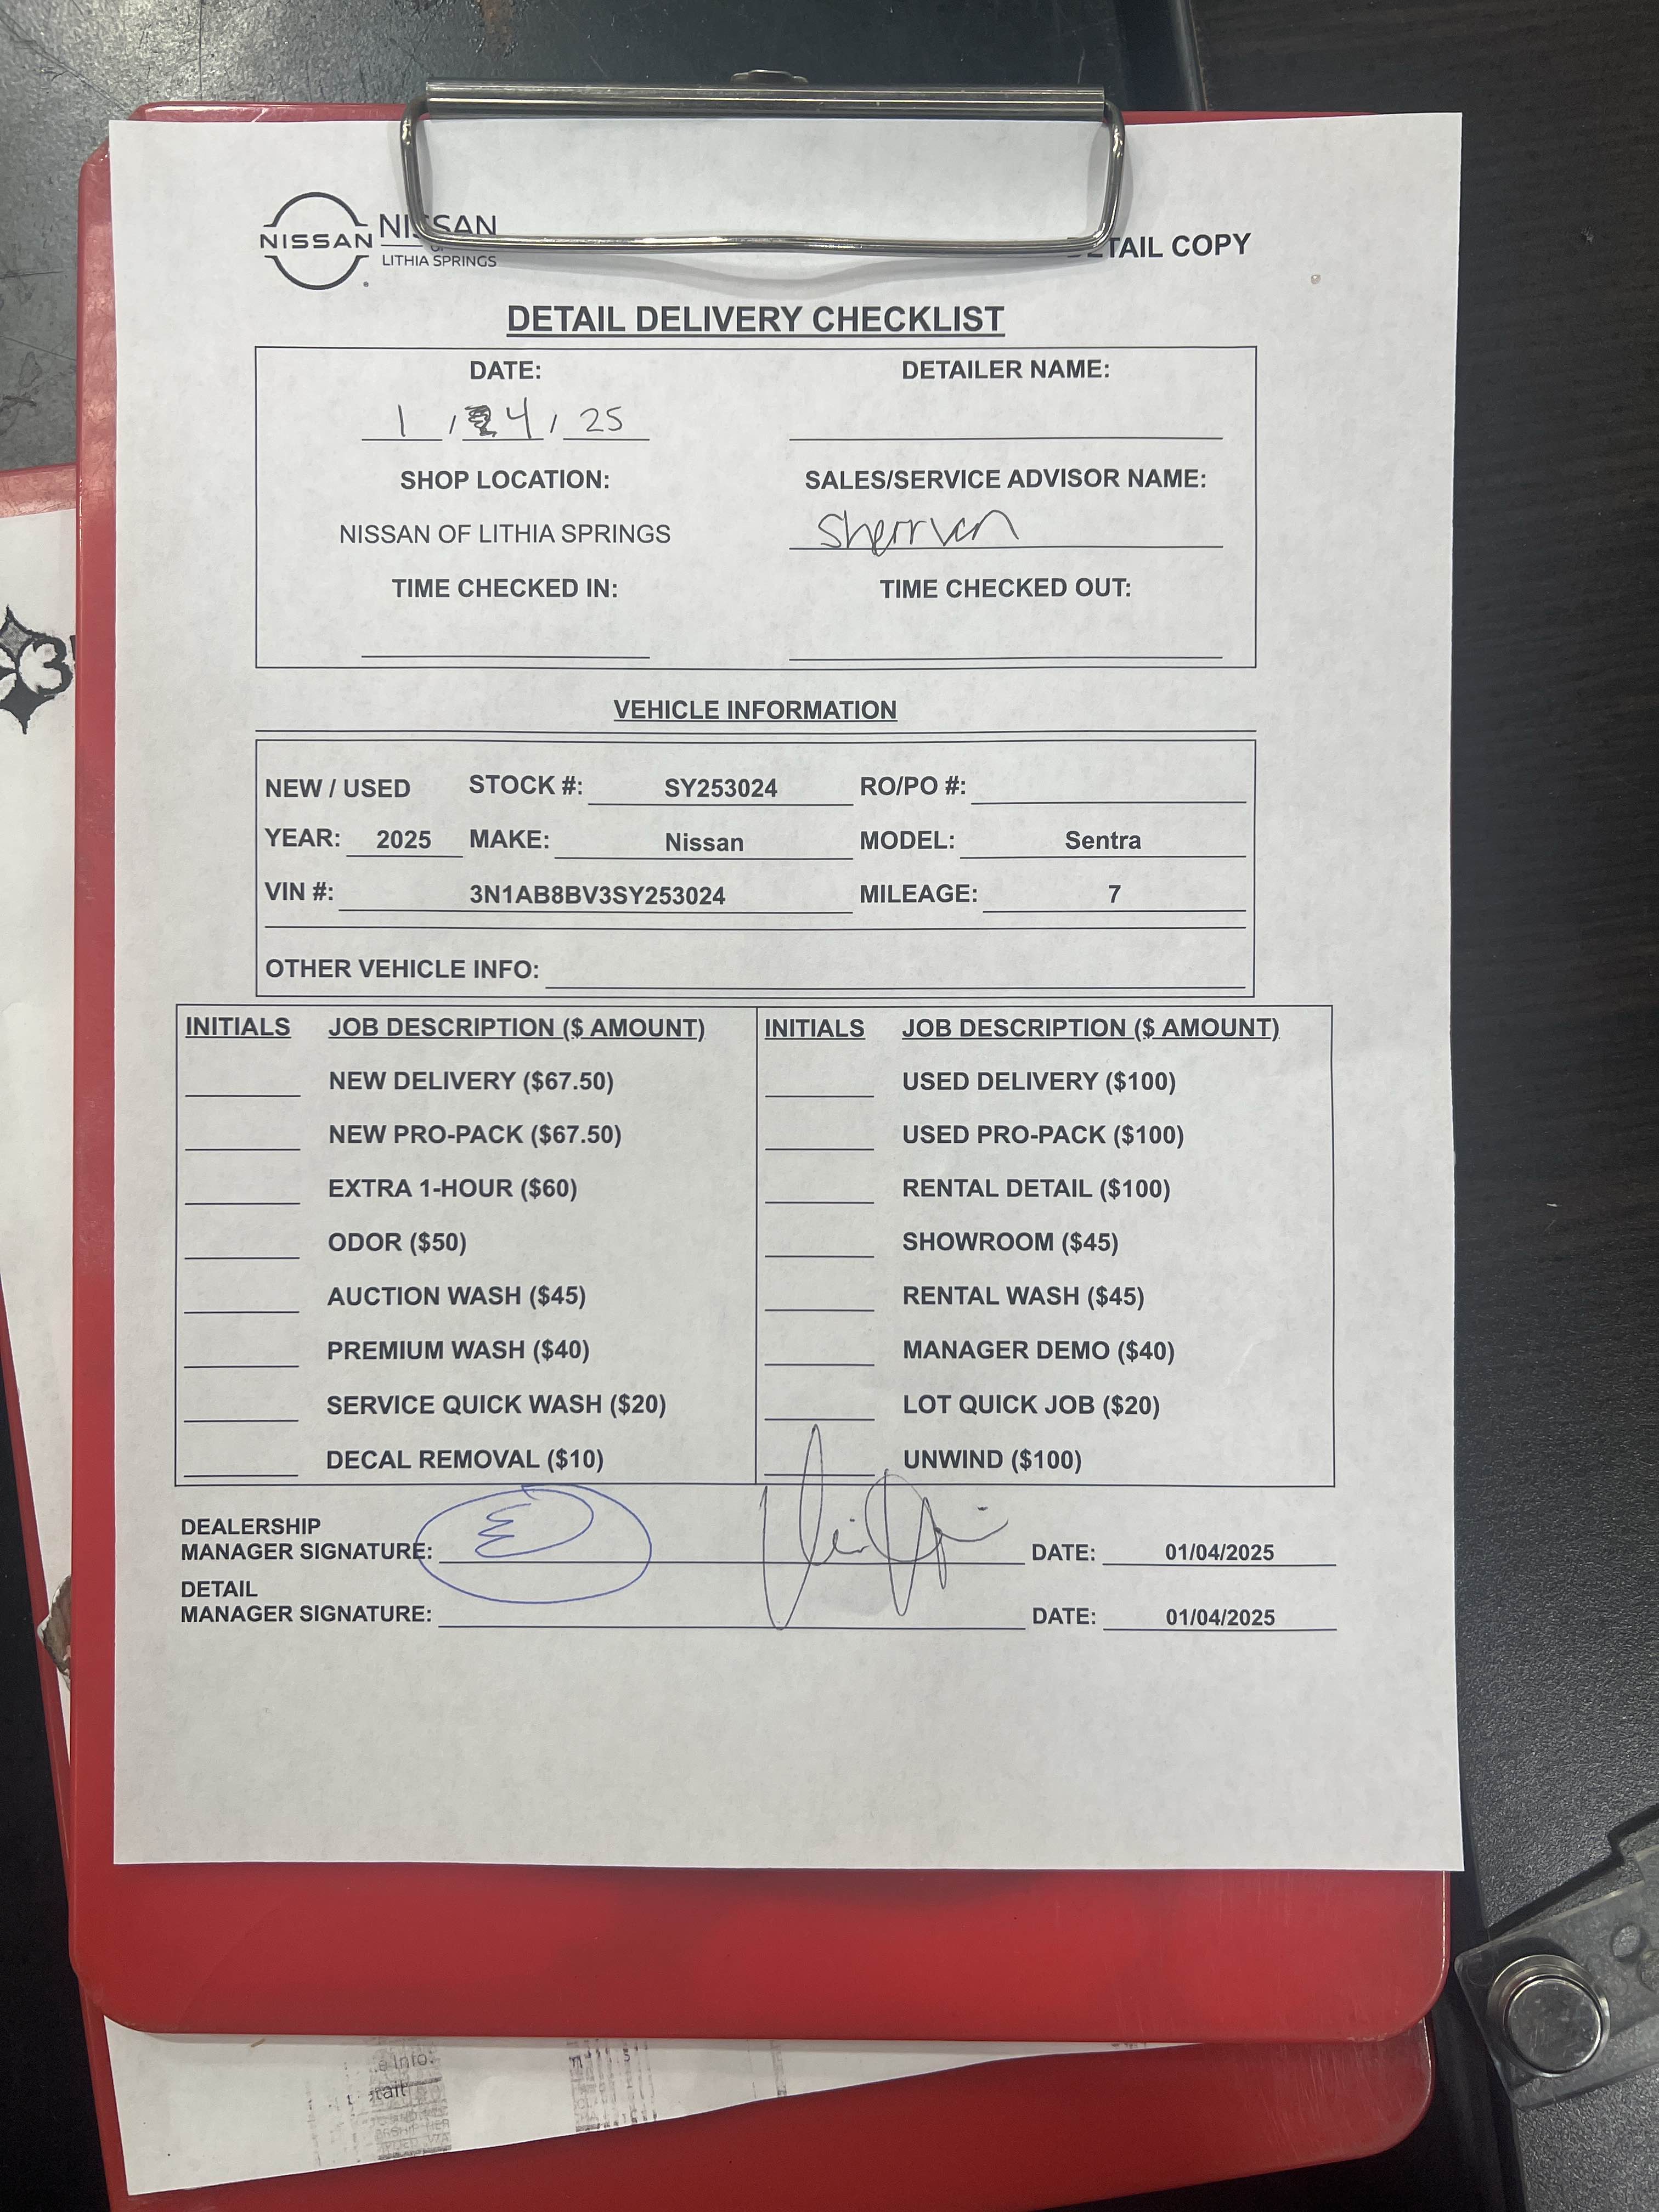 NISSAN
NISSAN
OF
LITHIA SPRINGS
DETAIL COPY
DETAIL DELIVERY CHECKLIST
DATE: DETAILER NAME:
1 / 4 / 25
SHOP LOCATION: SALES/SERVICE ADVISOR NAME:
NISSAN OF LITHIA SPRINGS
TIME CHECKED IN: TIME CHECKED OUT:
VEHICLE INFORMATION
NEW / USED STOCK #: SY253024 RO/PO #:
YEAR: 2025 MAKE: Nissan MODEL: Sentra
VIN #: 3N1AB8BV3SY253024 MILEAGE: 7
OTHER VEHICLE INFO:
INITIALS JOB DESCRIPTION ($ AMOUNT) INITIALS JOB DESCRIPTION ($ AMOUNT)
NEW DELIVERY ($67.50) USED DELIVERY ($100)
NEW PRO-PACK ($67.50) USED PRO-PACK ($100)
EXTRA 1-HOUR ($60) RENTAL DETAIL ($100)
ODOR ($50) SHOWROOM ($45)
AUCTION WASH ($45) RENTAL WASH ($45)
PREMIUM WASH ($40) MANAGER DEMO ($40)
SERVICE QUICK WASH ($20) LOT QUICK JOB ($20)
DECAL REMOVAL ($10) UNWIND ($100)
DEALERSHIP
MANAGER SIGNATURE: DATE: 01/04/2025
DETAIL
MANAGER SIGNATURE: DATE: 01/04/2025